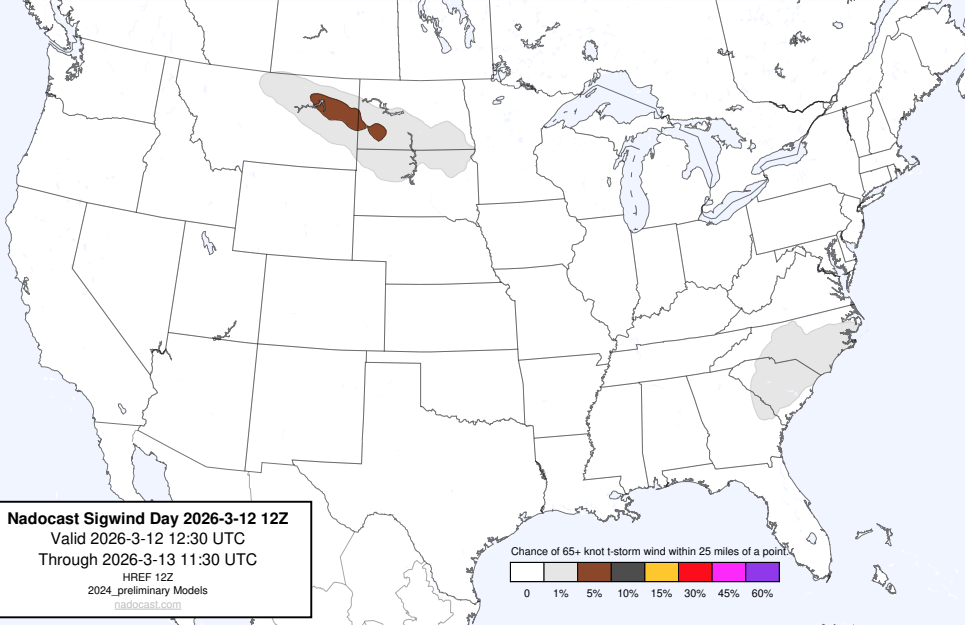 Nadocast Sigwind Day 2026-3-12 12Z
Valid 2026-3-12 12:30 UTC
Through 2026-3-13 11:30 UTC
HREF 12Z
2024_preliminary Models
nadocast.com
Chance of 65+ knot t-storm wind within 25 miles of a point.
0 1% 5% 10% 15% 30% 45% 60%